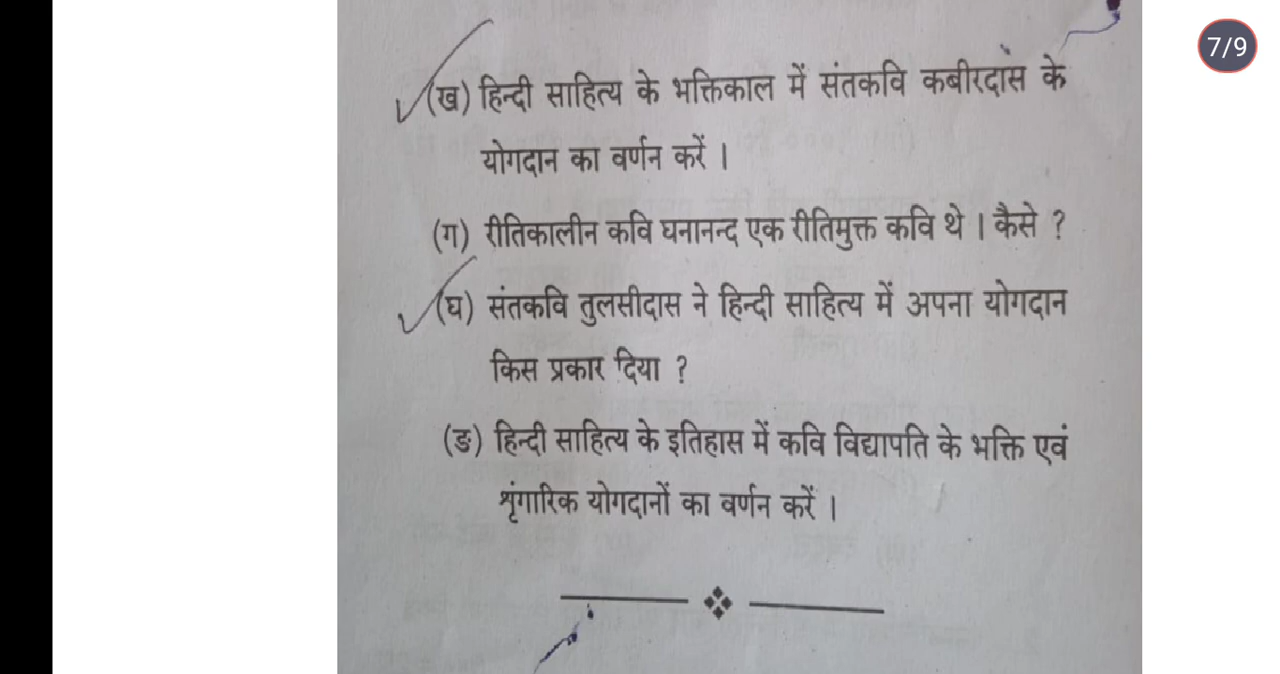 7/9
(ख) हिन्दी साहित्य के भक्तिकाल में संतकवि कबीरदास के
योगदान का वर्णन करें ।
(ग) रीतिकालीन कवि घनानन्द एक रीतिमुक्त कवि थे । कैसे ?
(घ) संतकवि तुलसीदास ने हिन्दी साहित्य में अपना योगदान
किस प्रकार दिया ?
(ङ) हिन्दी साहित्य के इतिहास में कवि विद्यापति के भक्ति एवं
शृंगारिक योगदानों का वर्णन करें ।